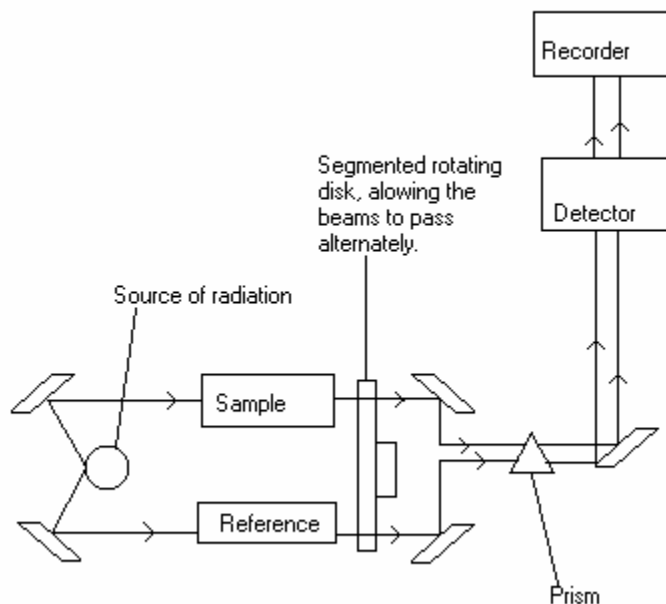 Recorder
Segmented rotating
disk, alowing the
beams to pass
alternately.
Detector
Source of radiation
Sample
Reference
Prism